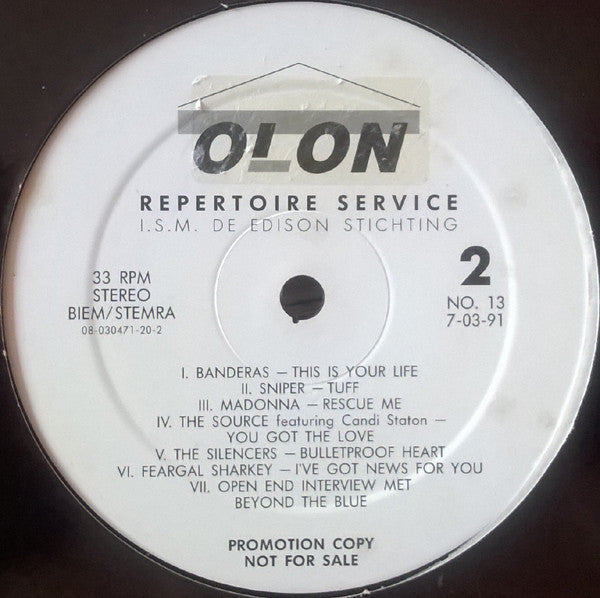 OLON
REPERTOIRE SERVICE
I.S.M. DE EDISON STICHTING
33 RPM
STEREO
BIEM/STEMRA
08-030471-20-2
2
NO. 13
7-03-91
I. BANDERAS – THIS IS YOUR LIFE
II. SNIPER – TUFF
III. MADONNA – RESCUE ME
IV. THE SOURCE featuring Candi Staton –
YOU GOT THE LOVE
V. THE SILENCERS – BULLETPROOF HEART
VI. FEARGAL SHARKEY – I'VE GOT NEWS FOR YOU
VII. OPEN END INTERVIEW MET
BEYOND THE BLUE
PROMOTION COPY
NOT FOR SALE